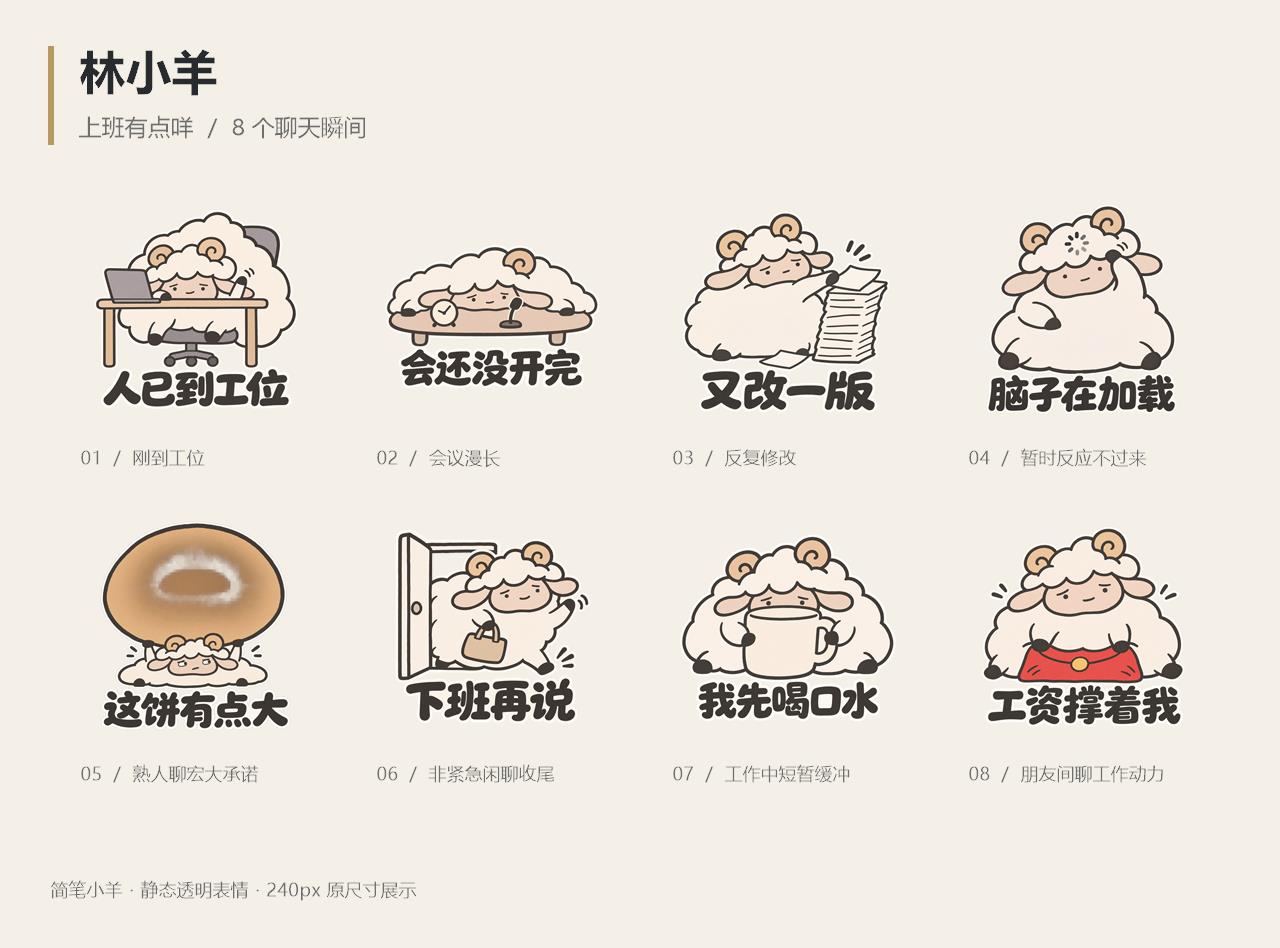 林小羊
上班有点咩 / 8 个聊天瞬间
人已到工位
会还没开完
又改一版
脑子在加载
01 / 刚到工位
02 / 会议漫长
03 / 反复修改
04 / 暂时反应不过来
这饼有点大
下班再说
我先喝口水
工资撑着我
05 / 熟人聊宏大承诺
06 / 非紧急闲聊收尾
07 / 工作中短暂缓冲
08 / 朋友间聊工作动力
简笔小羊 · 静态透明表情 · 240px 原尺寸展示